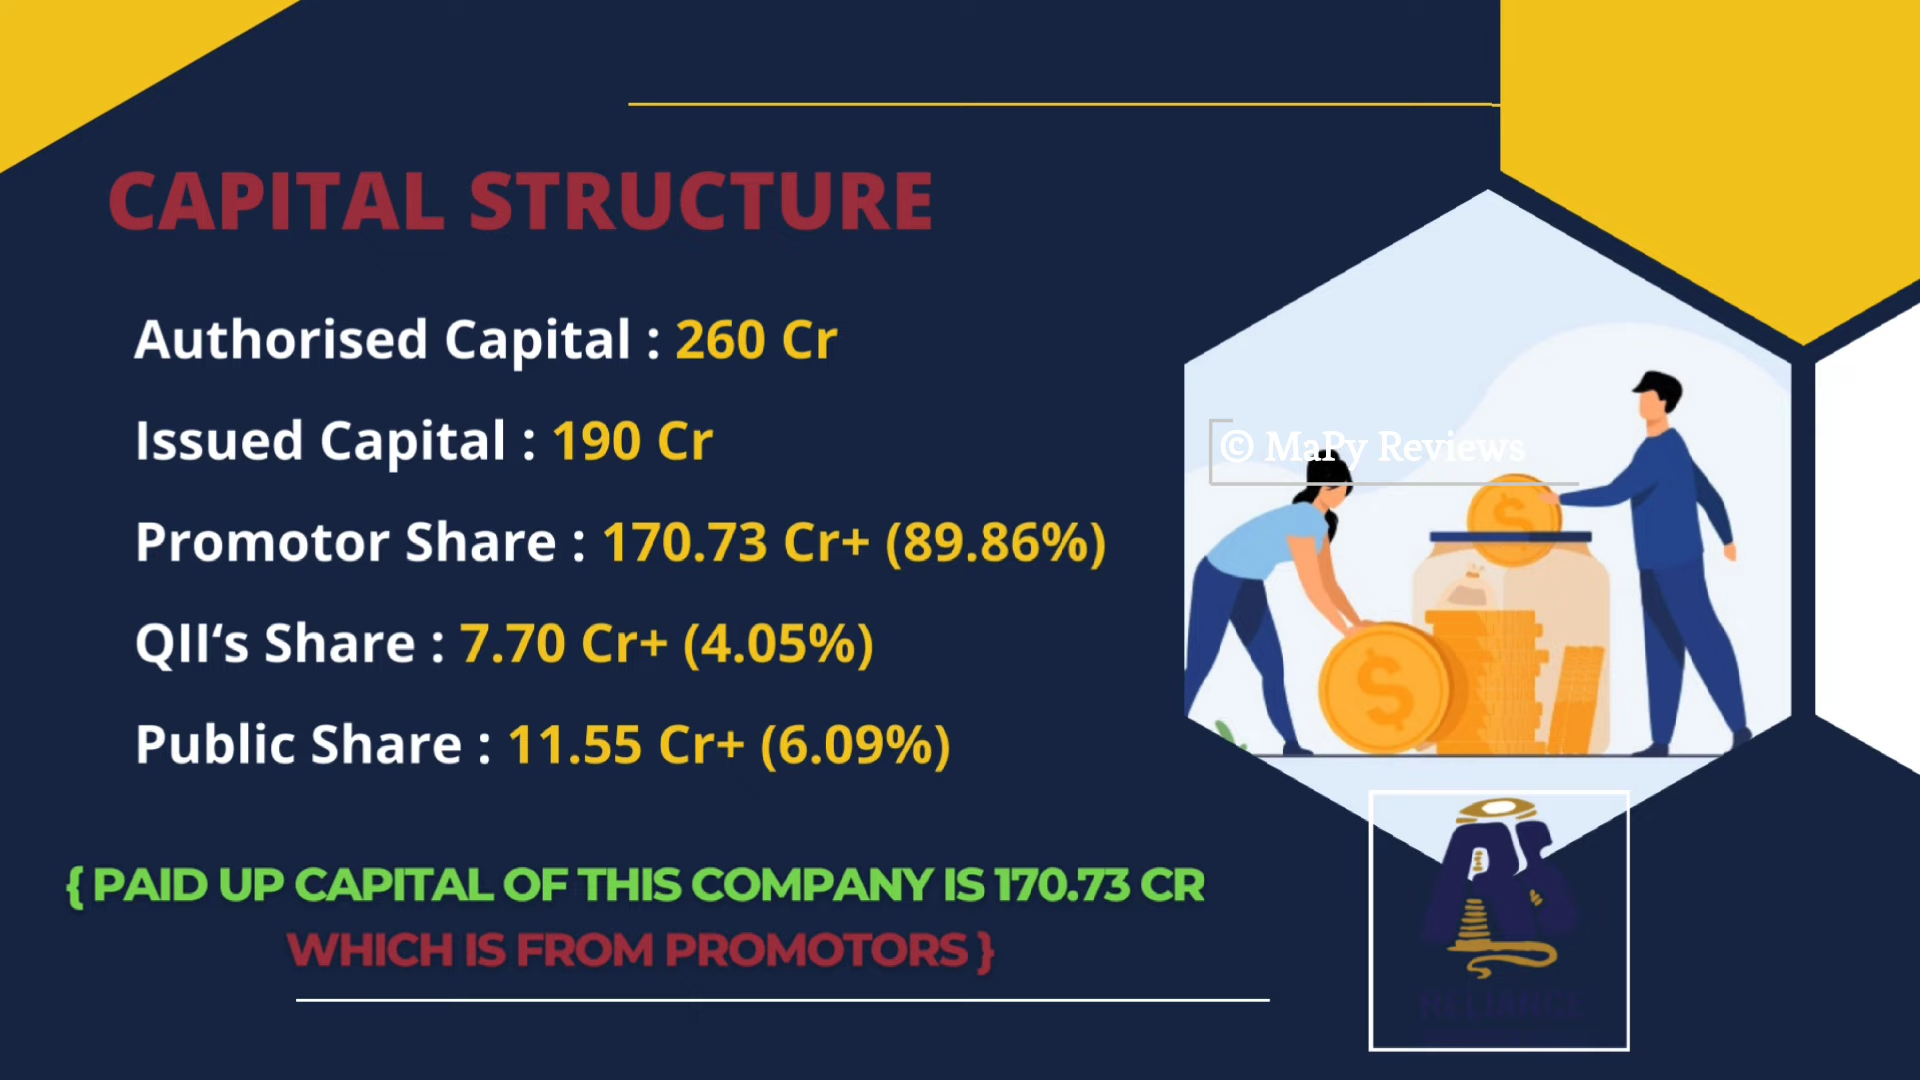 CAPITAL STRUCTURE
Authorised Capital : 260 Cr
Issued Capital : 190 Cr
Promotor Share : 170.73 Cr+ (89.86%)
QII‘s Share : 7.70 Cr+ (4.05%)
Public Share : 11.55 Cr+ (6.09%)
{ PAID UP CAPITAL OF THIS COMPANY IS 170.73 CR
WHICH IS FROM PROMOTORS }
© MaPy Reviews
RELIANCE